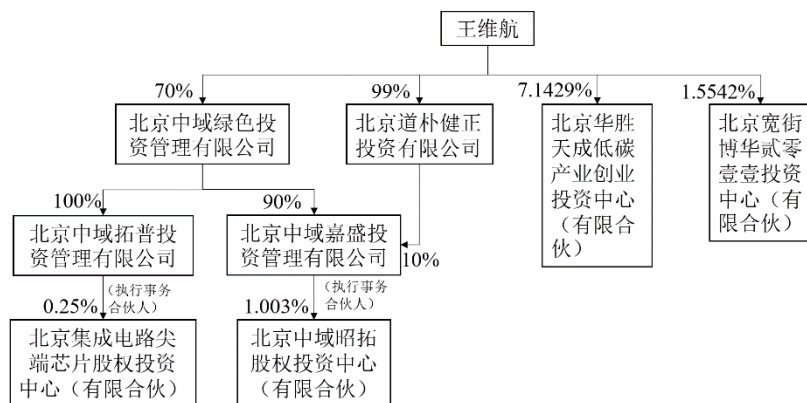 王维航
70%
99%
7.1429%
1.5542%
北京中域绿色投
资管理有限公司
北京道朴健正
投资有限公司
北京华胜
天成低碳
产业创业
投资中心
（有限合
伙）
北京宽街
博华贰零
壹壹投资
中心（有
限合伙）
100%
90%
10%
北京中域拓普投
资管理有限公司
北京中域嘉盛投
资管理有限公司
0.25%
（执行事务
合伙人）
1.003%
（执行事务
合伙人）
北京集成电路尖
端芯片股权投资
中心（有限合伙）
北京中域昭拓
股权投资中心
（有限合伙）